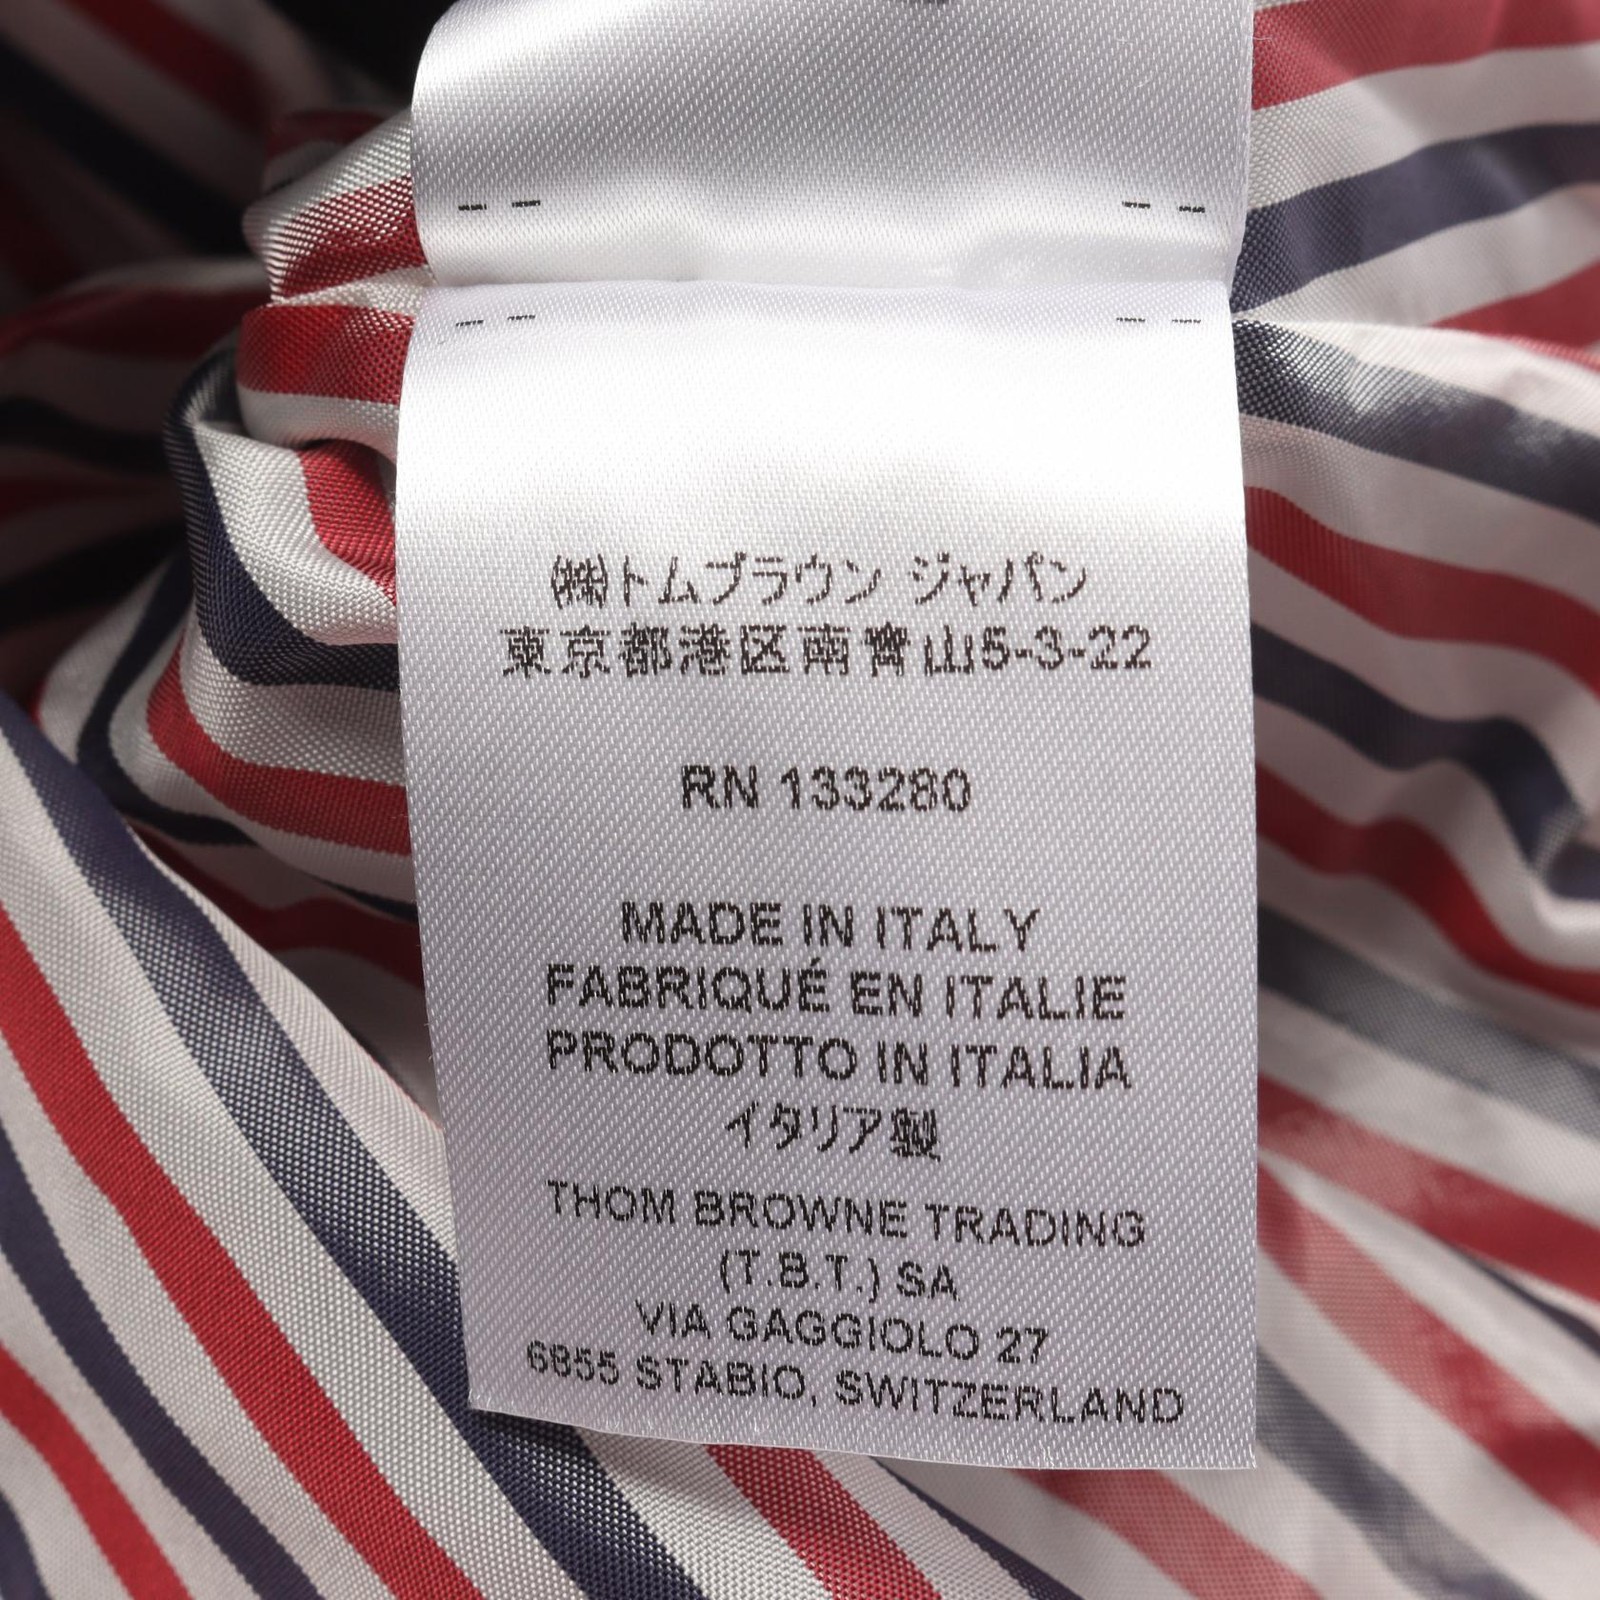 ㈱トムブラウン ジャパン
東京都港区南青山5-3-22
RN 133280
MADE IN ITALY
FABRIQUÉ EN ITALIE
PRODOTTO IN ITALIA
イタリア製
THOM BROWNE TRADING
(T.B.T.) SA
VIA GAGGIOLO 27
6855 STABIO, SWITZERLAND